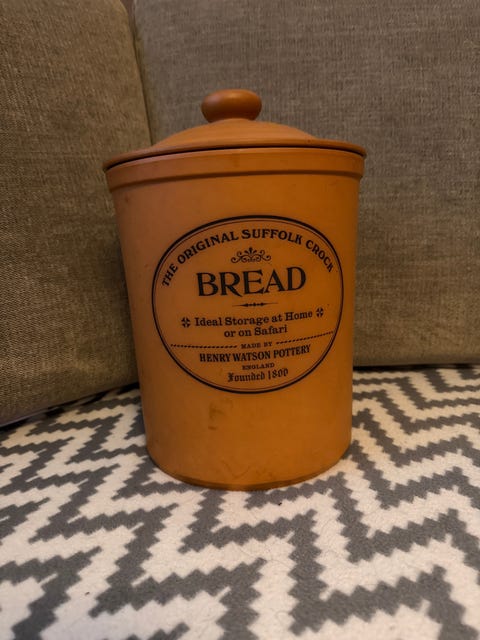 THE ORIGINAL SUFFOLK CROCK
BREAD
Ideal Storage at Home
or on Safari
MADE BY
HENRY WATSON POTTERY
ENGLAND
Founded 1800